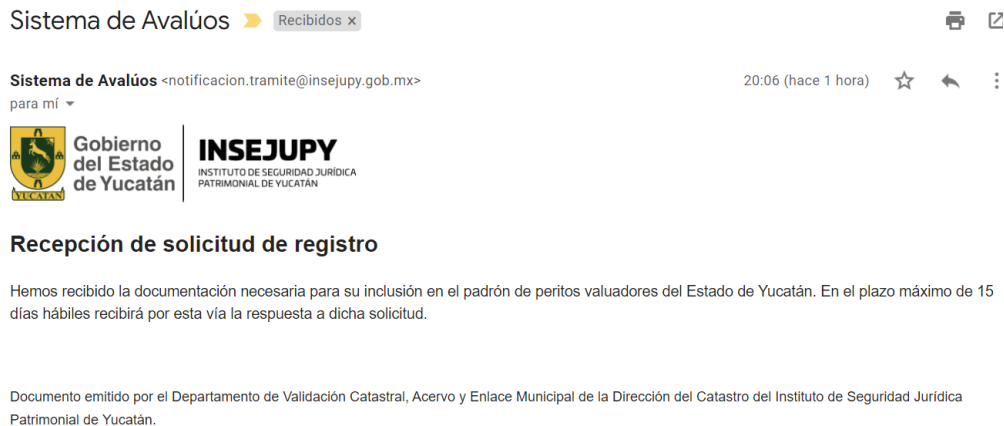 Sistema de Avalúos Recibidos x
Sistema de Avalúos <notificacion.tramite@insejupy.gob.mx> 20:06 (hace 1 hora)
para mí
Gobierno
del Estado
de Yucatán
YUCATAN
INSEJUPY
INSTITUTO DE SEGURIDAD JURÍDICA
PATRIMONIAL DE YUCATÁN
Recepción de solicitud de registro
Hemos recibido la documentación necesaria para su inclusión en el padrón de peritos valuadores del Estado de Yucatán. En el plazo máximo de 15
días hábiles recibirá por esta vía la respuesta a dicha solicitud.
Documento emitido por el Departamento de Validación Catastral, Acervo y Enlace Municipal de la Dirección del Catastro del Instituto de Seguridad Jurídica
Patrimonial de Yucatán.